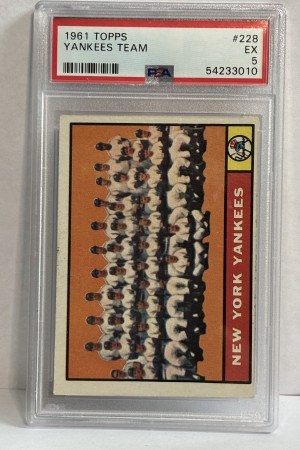 1961 TOPPS #228
YANKEES TEAM EX
PSA 5
54233010
NEW YORK YANKEES